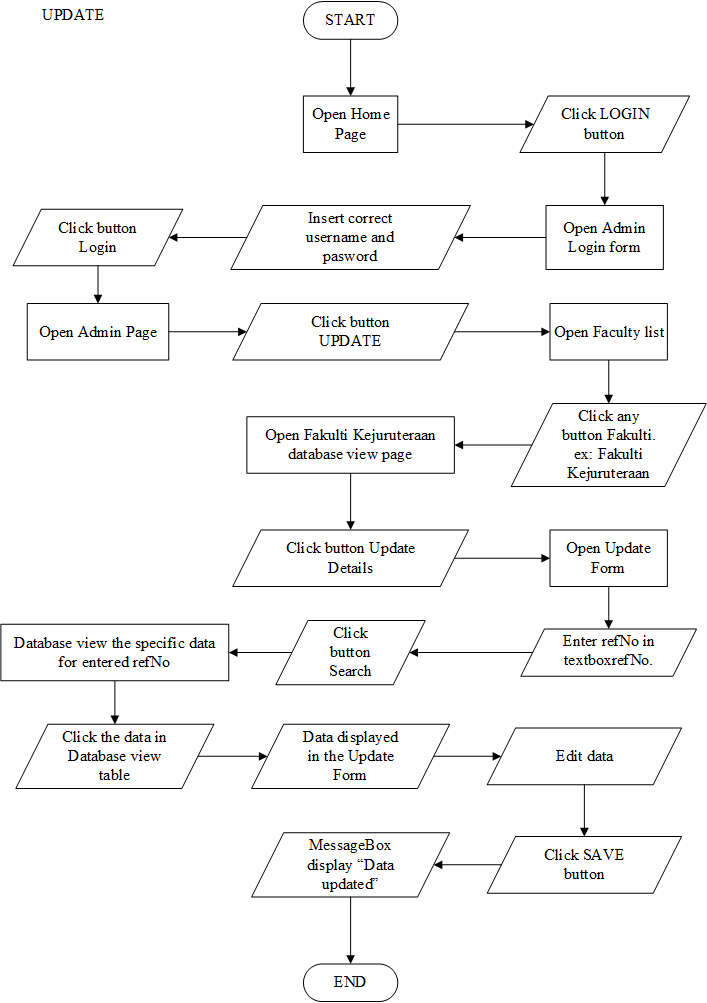 UPDATE
START
Open Home
Page
Click LOGIN
button
Open Admin
Login form
Insert correct
username and
pasword
Click button
Login
Open Admin Page
Click button
UPDATE
Open Faculty list
Click any
button Fakulti.
ex: Fakulti
Kejuruteraan
Open Fakulti Kejuruteraan
database view page
Click button Update
Details
Open Update
Form
Enter refNo in
textboxrefNo.
Click
button
Search
Database view the specific data
for entered refNo
Click the data in
Database view
table
Data displayed
in the Update
Form
Edit data
Click SAVE
button
MessageBox
display “Data
updated”
END